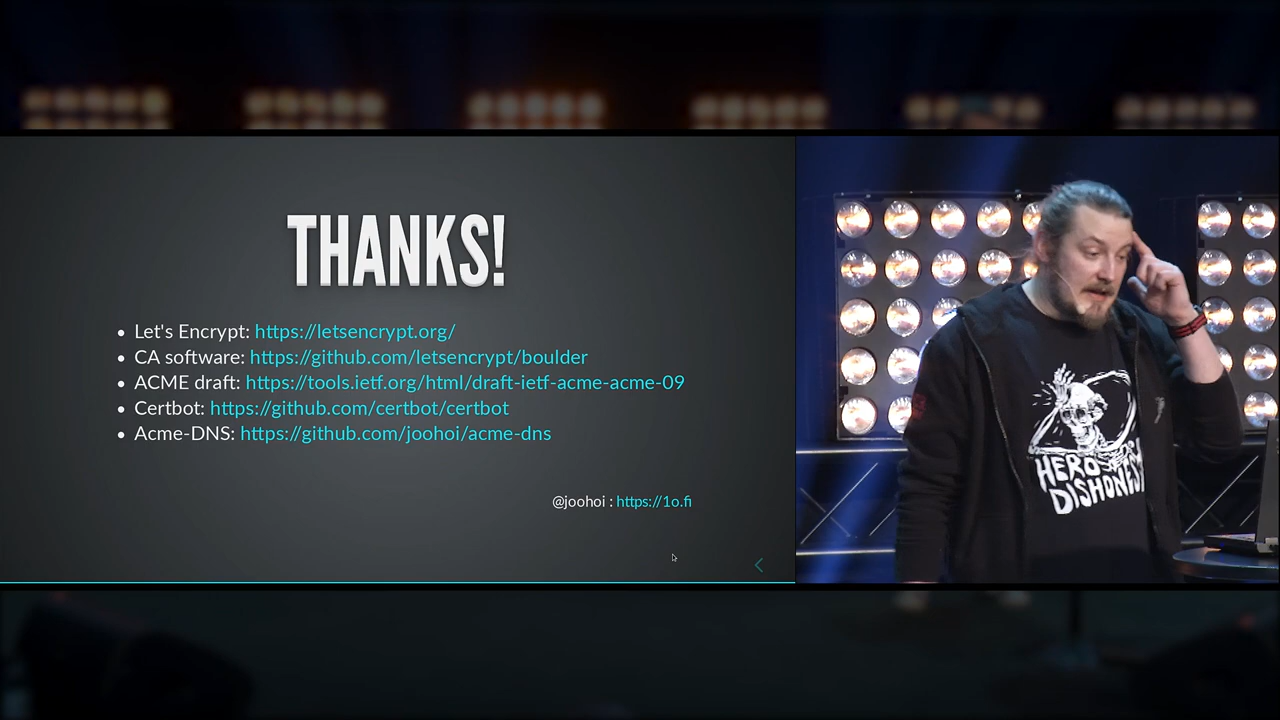 THANKS!
Let's Encrypt: https://letsencrypt.org/
CA software: https://github.com/letsencrypt/boulder
ACME draft: https://tools.ietf.org/html/draft-ietf-acme-acme-09
Certbot: https://github.com/certbot/certbot
Acme-DNS: https://github.com/joohoi/acme-dns
@joohoi : https://1o.fi
HERO
DISHONEST